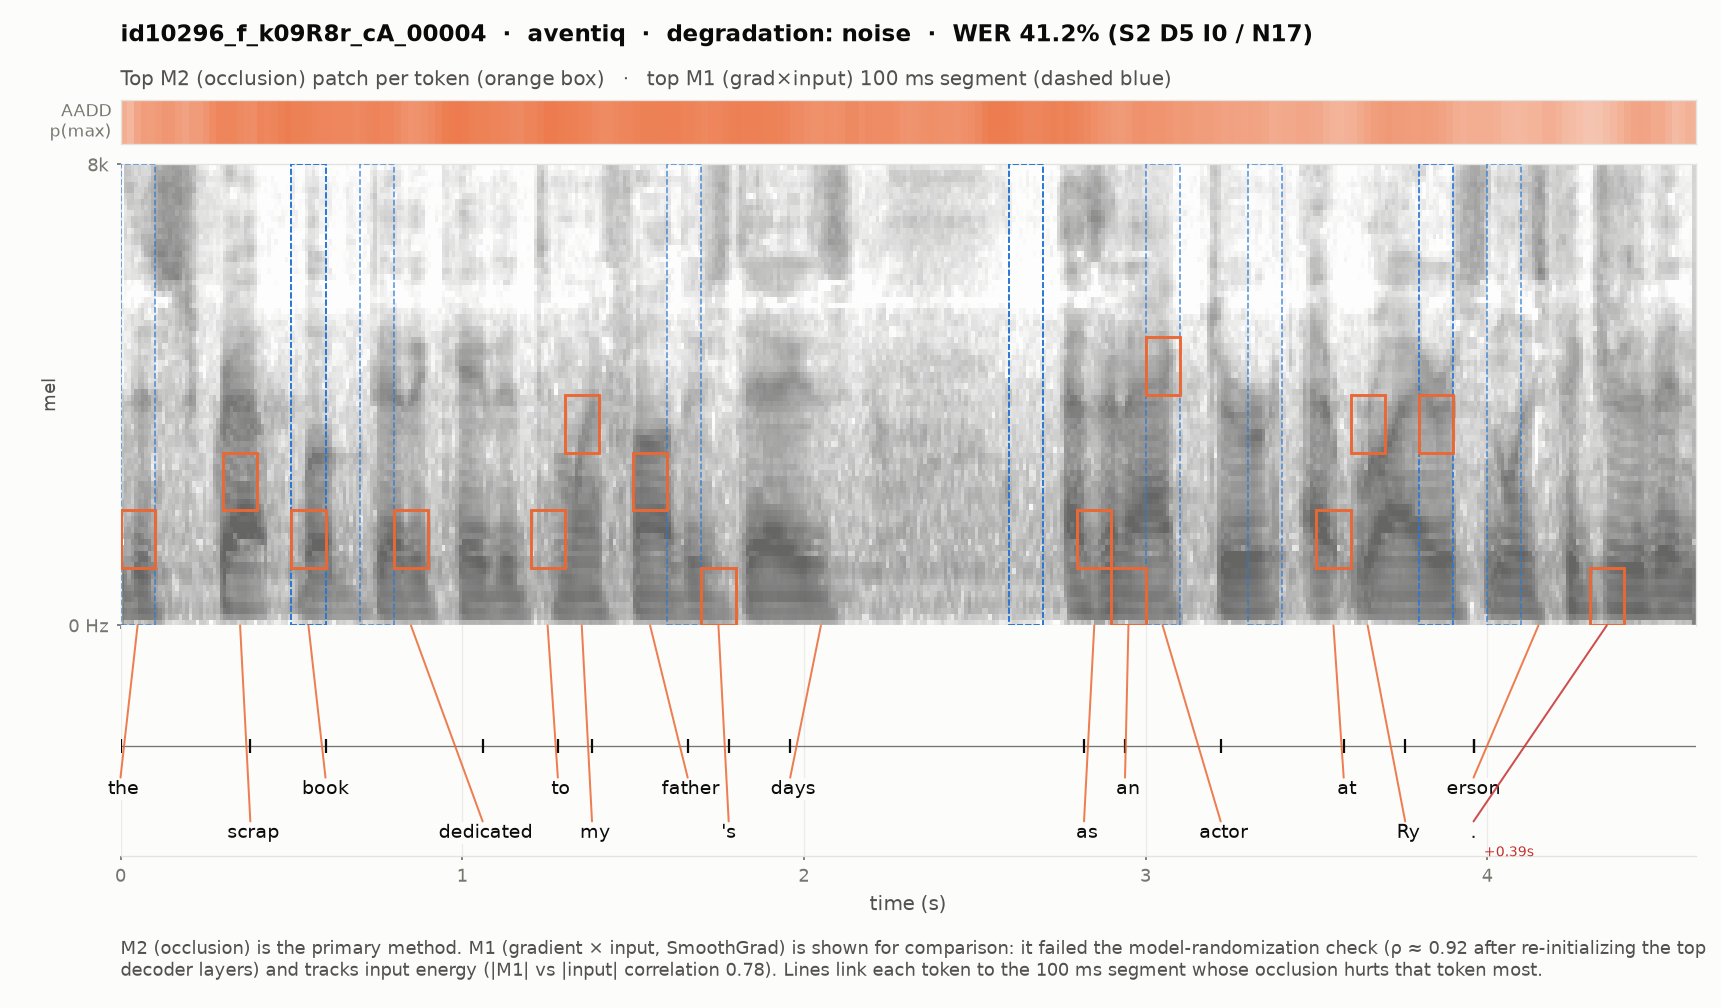 id10296_f_k09R8r_cA_00004 · aventiq · degradation: noise · WER 41.2% (S2 D5 I0 / N17)
Top M2 (occlusion) patch per token (orange box) · top M1 (grad×input) 100 ms segment (dashed blue)
AADD
p(max)
8k
mel
0 Hz
the book to father days an at erson
scrap dedicated my 's as actor Ry .
+0.39s
0 1 2 3 4
time (s)
M2 (occlusion) is the primary method. M1 (gradient × input, SmoothGrad) is shown for comparison: it failed the model-randomization check (ρ ≈ 0.92 after re-initializing the top
decoder layers) and tracks input energy (|M1| vs |input| correlation 0.78). Lines link each token to the 100 ms segment whose occlusion hurts that token most.